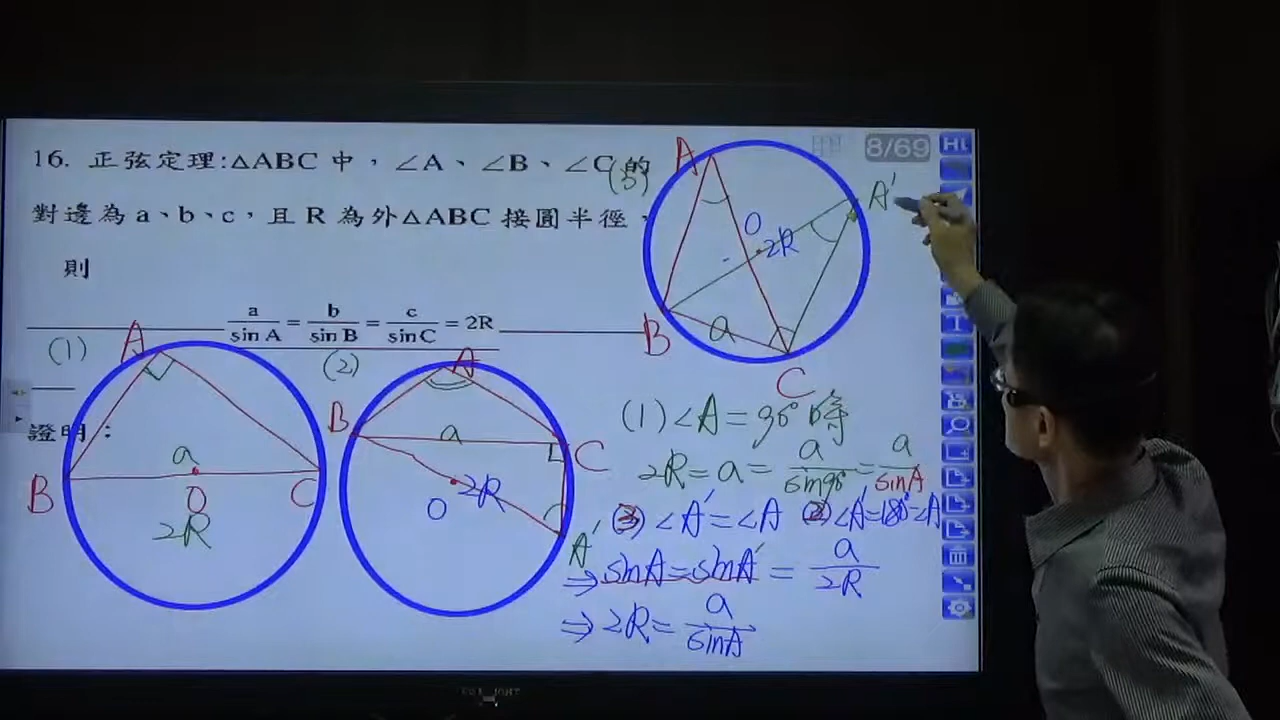 16. 正弦定理:△ABC 中，∠A、∠B、∠C 的
對邊為 a、b、c，且 R 為外△ABC 接圓半徑，
則
a/sin A = b/sin B = c/sin C = 2R
證明：
8/69
(1)
A
B
C
a
O
2R
(2)
A
B
C
a
O
2R
A'
(3)
A
B
C
a
O
2R
A'
(1) ∠A = 90° 時
2R = a = a/sin90° = a/sinA
(3) ∠A' = ∠A (2) ∠A' = 180° - ∠A
⇒ sinA = sinA' = a/2R
⇒ 2R = a/sinA